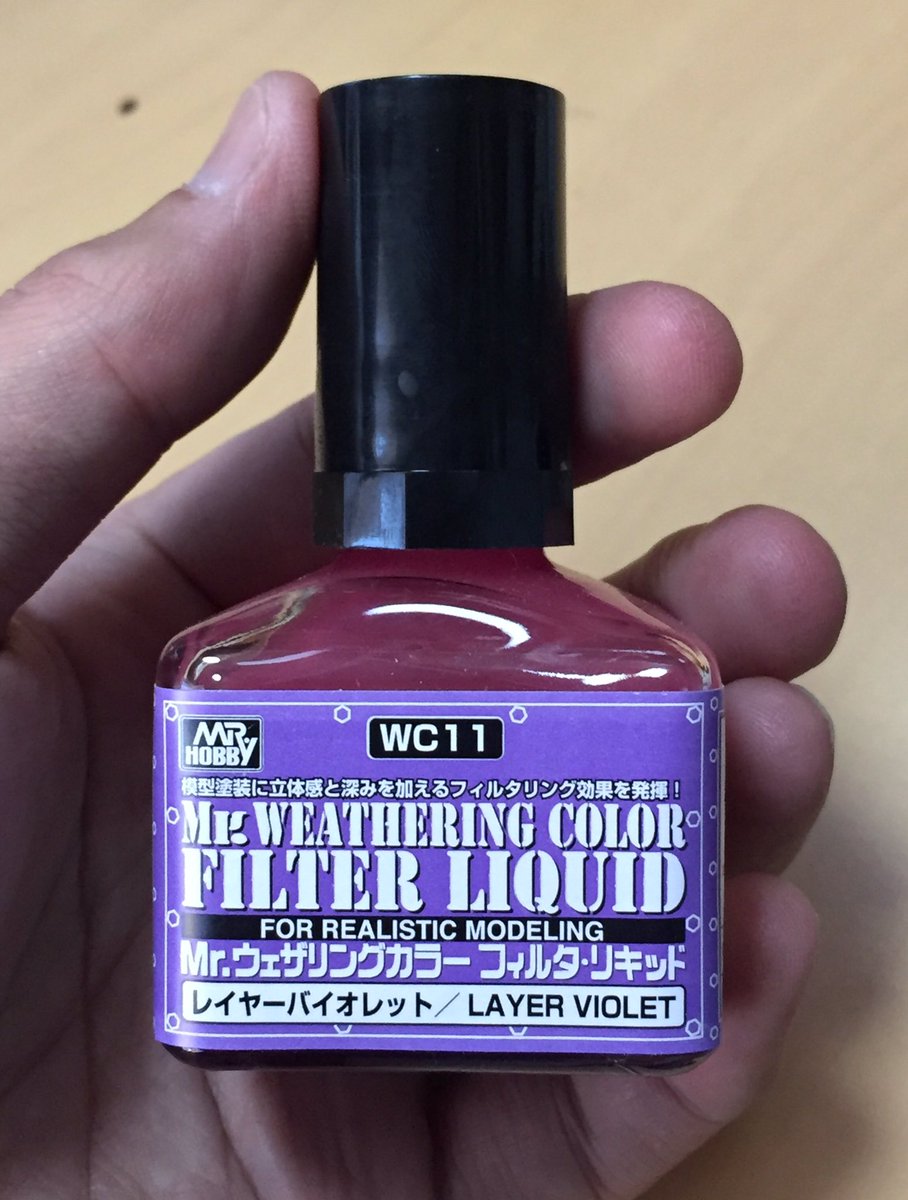 MR. HOBBY
WC11
模型塗装に立体感と深みを加えるフィルタリング効果を発揮！
Mr. WEATHERING COLOR
FILTER LIQUID
FOR REALISTIC MODELING
Mr.ウェザリングカラー フィルタ・リキッド
レイヤーバイオレット／LAYER VIOLET